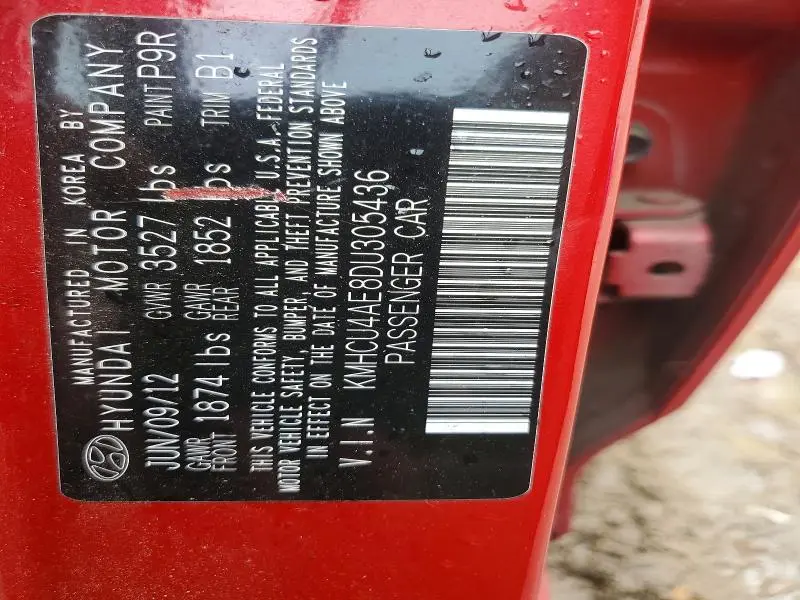 MANUFACTURED IN KOREA BY
HYUNDAI MOTOR COMPANY
JUN/09/12 GVWR 3527 lbs PAINT P9R
GAWR FRONT 1874 lbs GAWR REAR 1852 TRIM B1
THIS VEHICLE CONFORMS TO ALL U.S.A. FEDERAL
MOTOR VEHICLE SAFETY, BUMPER, AND THEFT PREVENTION STANDARDS
IN EFFECT ON THE DATE OF MANUFACTURE SHOWN ABOVE
V.I.N KMHCU4AE8DU305436
PASSENGER CAR